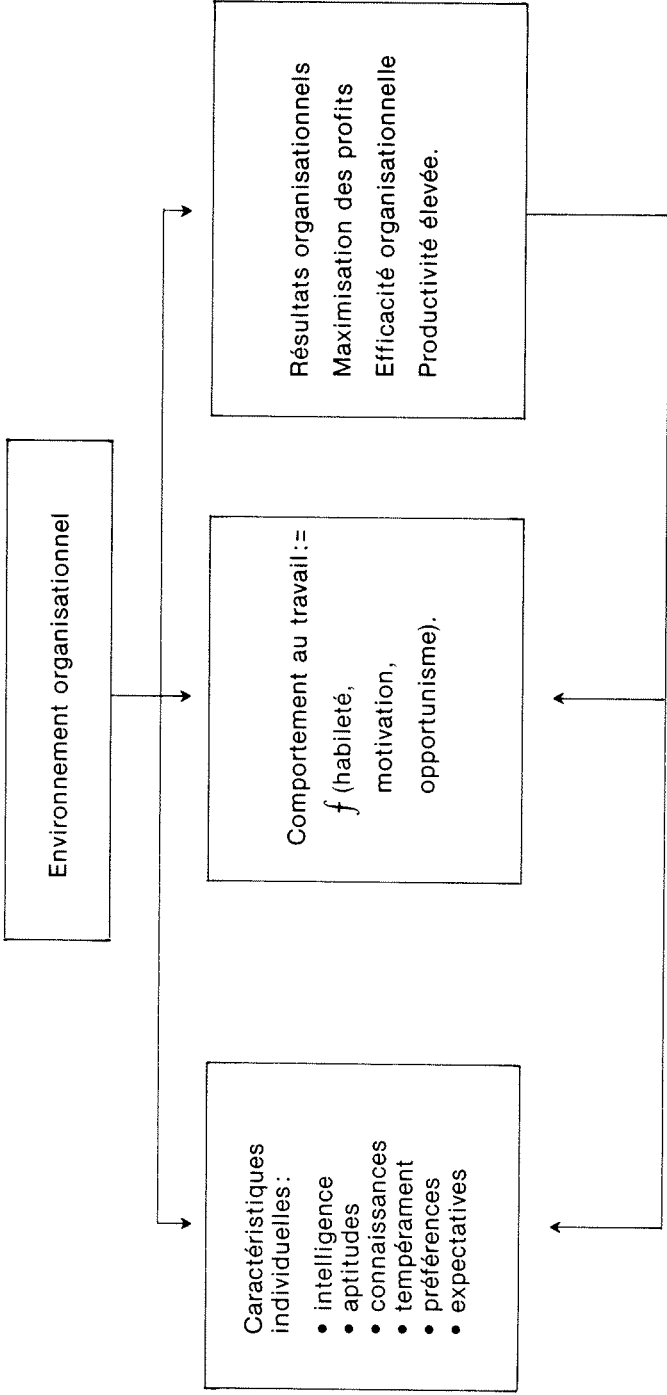 Environnement organisationnel
Caractéristiques
individuelles:
• intelligence
• aptitudes
• connaissances
• tempérament
• préférences
• expectatives
Comportement au travail:=
f (habileté,
motivation,
opportunisme).
Résultats organisationnels
Maximisation des profits
Efficacité organisationnelle
Productivité élevée.